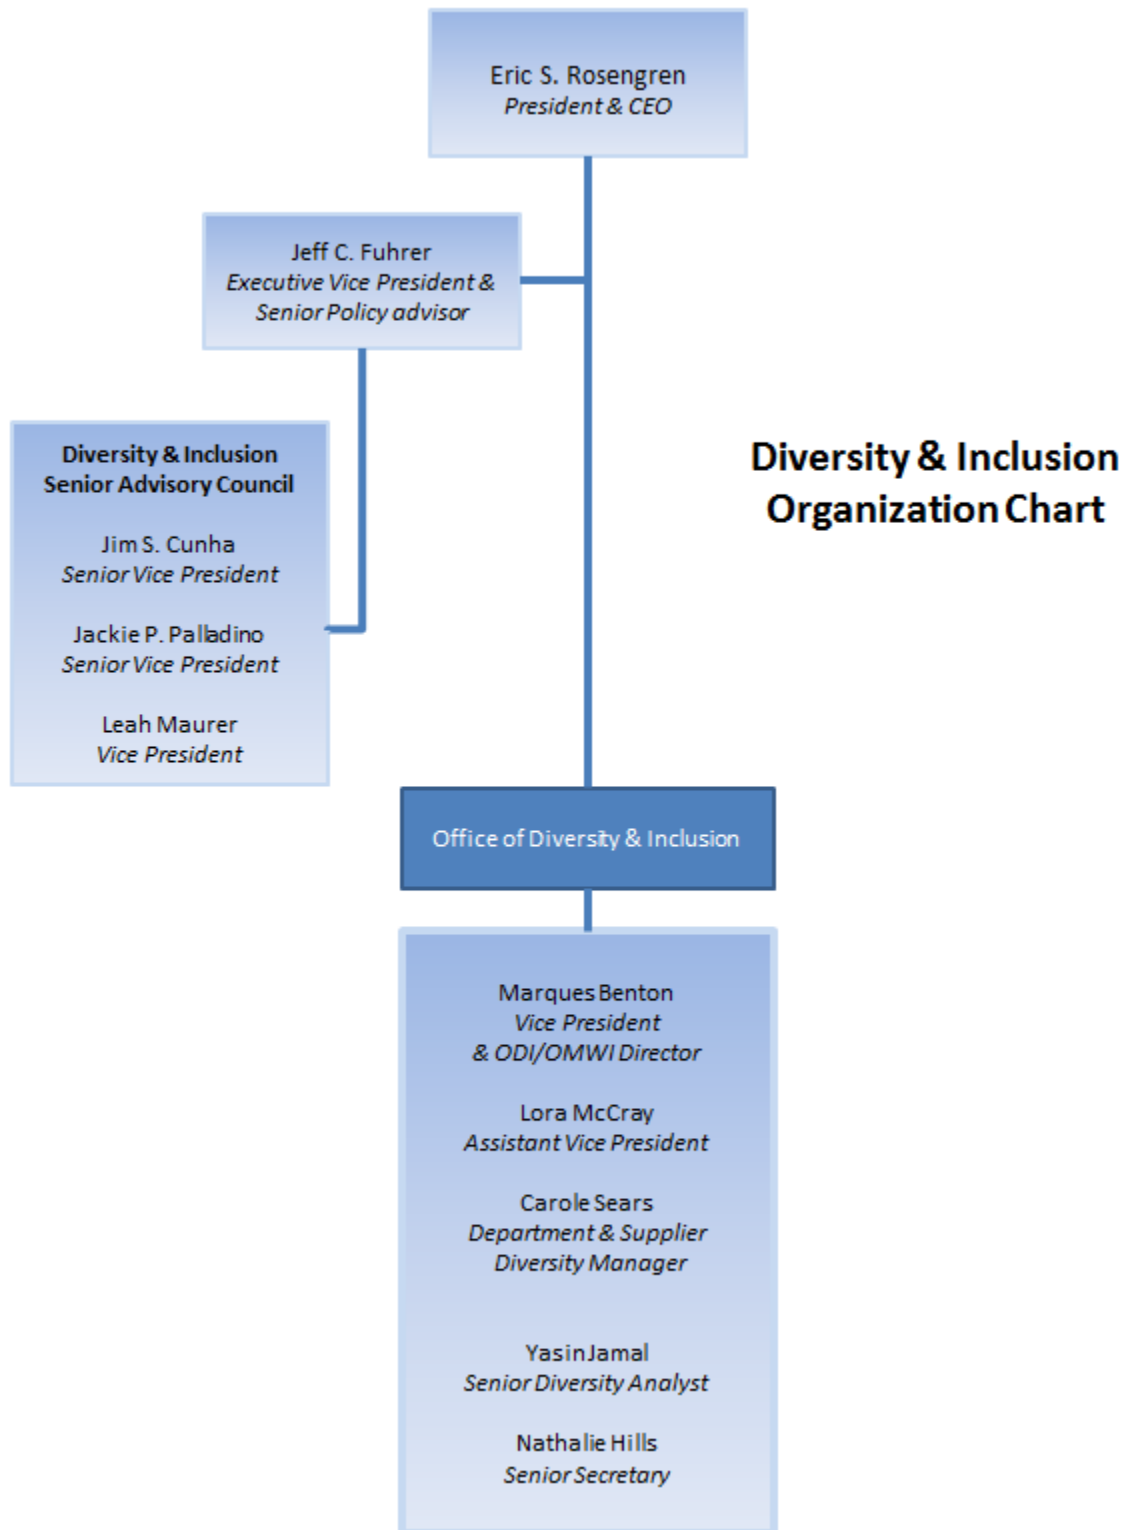 Eric S. Rosengren
President & CEO
Jeff C. Fuhrer
Executive Vice President &
Senior Policy advisor
Diversity & Inclusion
Senior Advisory Council
Jim S. Cunha
Senior Vice President
Jackie P. Palladino
Senior Vice President
Leah Maurer
Vice President
Diversity & Inclusion
Organization Chart
Office of Diversity & Inclusion
Marques Benton
Vice President
& ODI/OMWI Director
Lora McCray
Assistant Vice President
Carole Sears
Department & Supplier
Diversity Manager
Yasin Jamal
Senior Diversity Analyst
Nathalie Hills
Senior Secretary